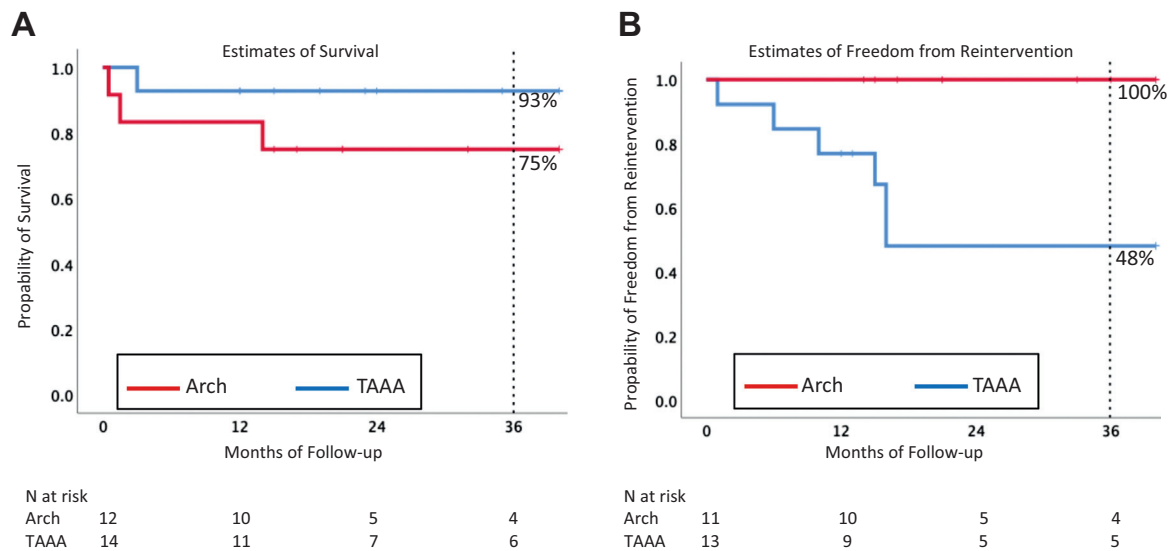 A
Estimates of Survival
Propability of Survival
1.0
0.8
0.6
0.4
0.2
0.0
93%
75%
Arch TAAA
0 12 24 36
Months of Follow-up
N at risk
Arch 12 10 5 4
TAAA 14 11 7 6
B
Estimates of Freedom from Reintervention
Propability of Freedom from Reintervention
1.0
0.8
0.6
0.4
0.2
0.0
100%
48%
Arch TAAA
0 12 24 36
Months of Follow-up
N at risk
Arch 11 10 5 4
TAAA 13 9 5 5